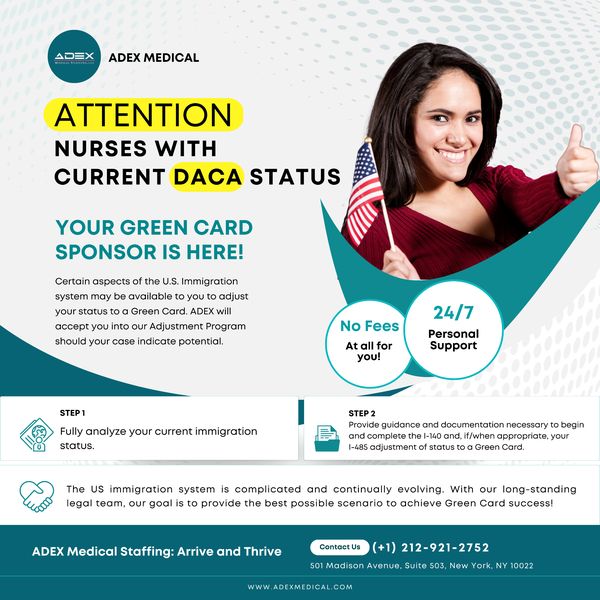 ADEX
ADEX MEDICAL
ATTENTION
NURSES WITH
CURRENT DACA STATUS
YOUR GREEN CARD
SPONSOR IS HERE!
Certain aspects of the U.S. Immigration
system may be available to you to adjust
your status to a Green Card. ADEX will
accept you into our Adjustment Program
should your case indicate potential.
No Fees
At all for
you!
24/7
Personal
Support
STEP 1
Fully analyze your current immigration
status.
STEP 2
Provide guidance and documentation necessary to begin
and complete the I-140 and, if/when appropriate, your
I-485 adjustment of status to a Green Card.
The US immigration system is complicated and continually evolving. With our long-standing
legal team, our goal is to provide the best possible scenario to achieve Green Card success!
ADEX Medical Staffing: Arrive and Thrive
Contact Us (+1) 212-921-2752
501 Madison Avenue, Suite 503, New York, NY 10022
WWW.ADEXMEDICAL.COM